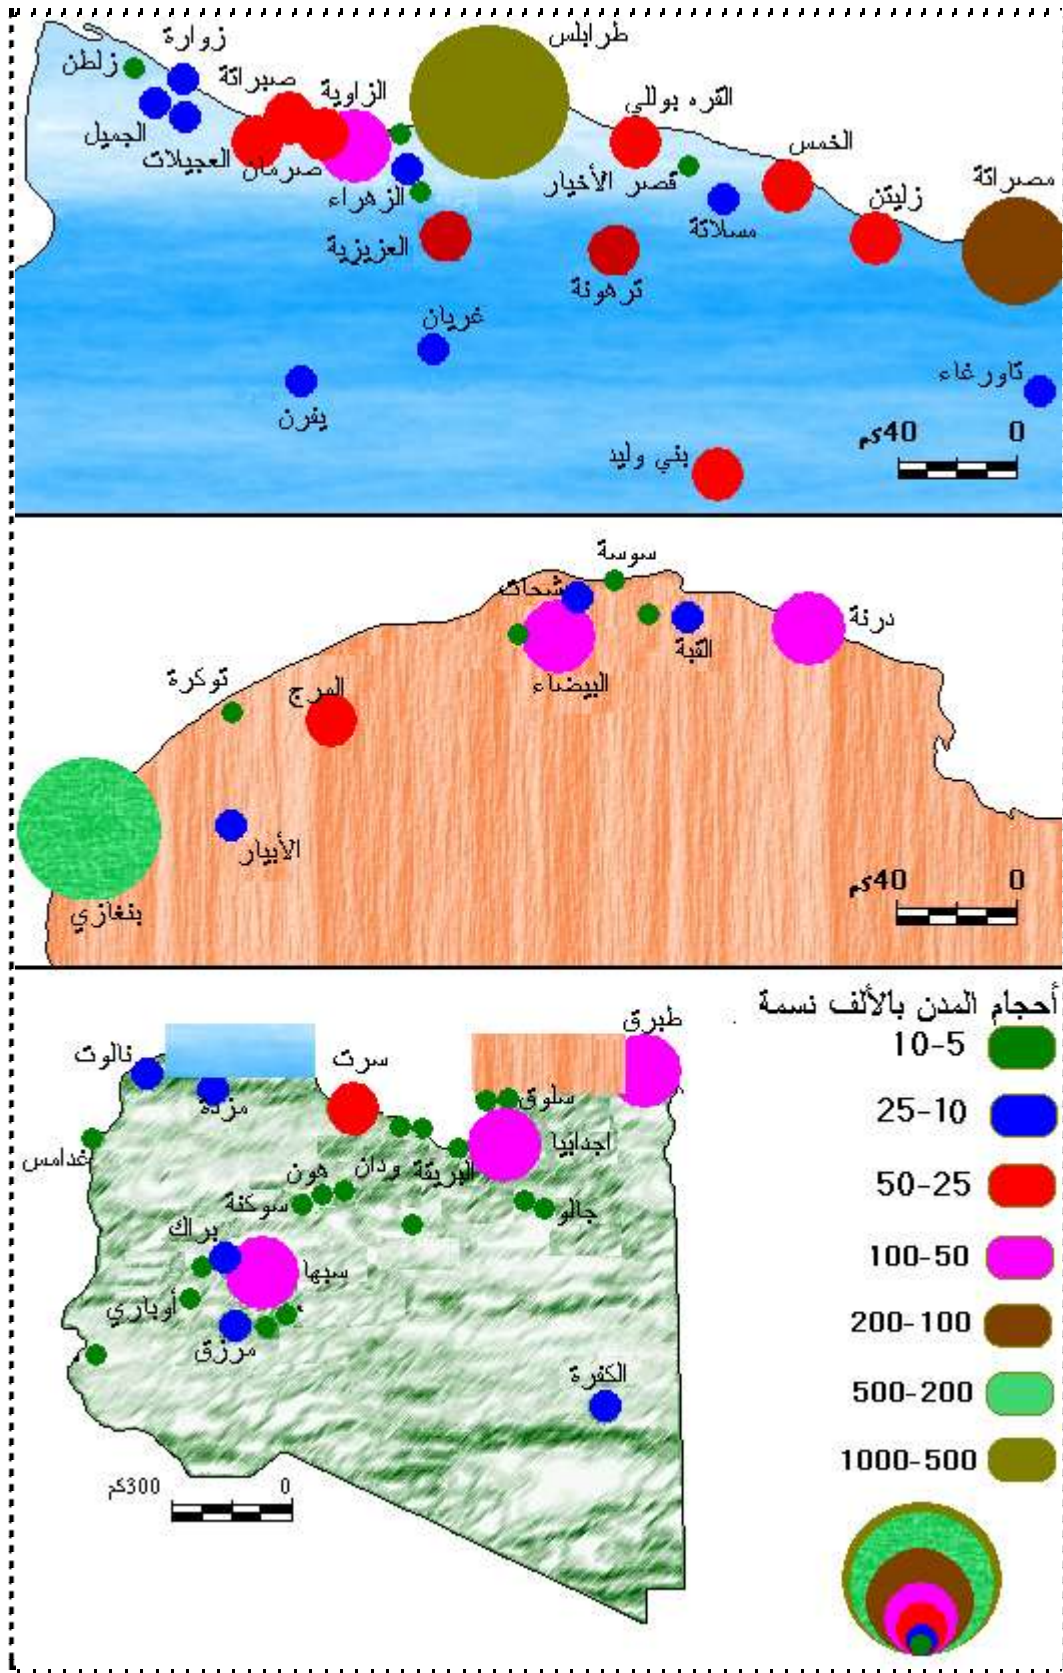 طرابلس
زوارة
زلطن
صبراتة
الزاوية
القره بوللي
الجميل
العجيلات
صرمان
الزهراء
قصر الأخيار
الخمس
مصراتة
زليتن
مسلاتة
العزيزية
ترهونة
غريان
يفرن
تاورغاء
بني وليد
40كم 0
سوسة
شحات
درنة
القبة
البيضاء
توكرة
المرج
الأبيار
بنغازي
40كم 0
أحجام المدن بالألف نسمة
10-5
25-10
50-25
100-50
200-100
500-200
1000-500
طبرق
سرت
نالوت
مزدة
سلوق
اجدابيا
غدامس
البريقة
ودان
هون
سوكنة
جالو
براك
سبها
أوباري
مرزق
الكفرة
300كم 0